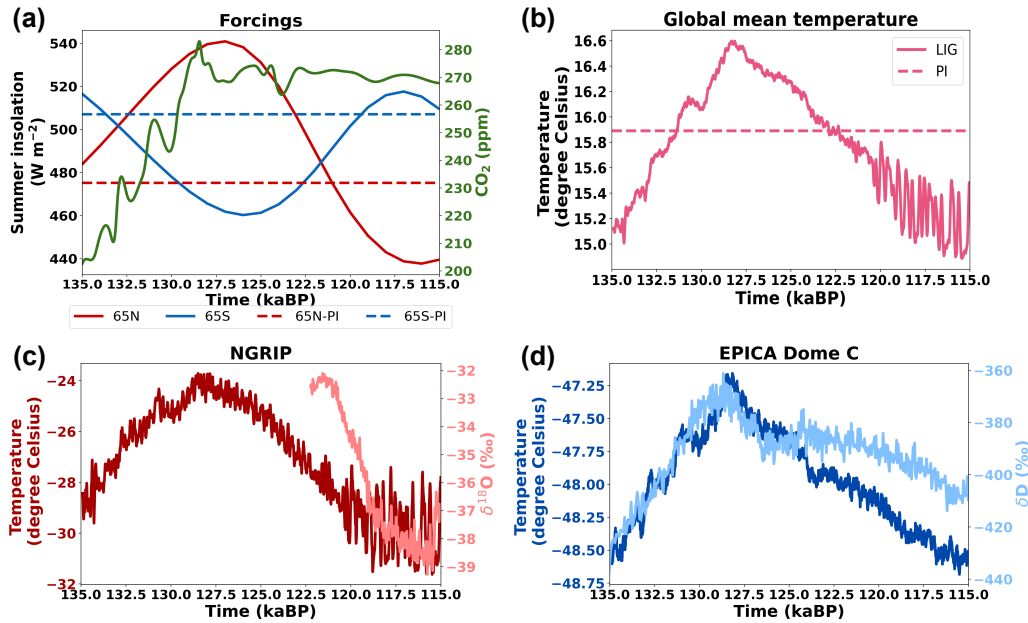 (a)
Forcings
Summer insolation
(W m⁻²)
540
520
500
480
460
440
280
270
260
250
240
230
220
210
200
CO₂ (ppm)
135.0 132.5 130.0 127.5 125.0 122.5 120.0 117.5 115.0
Time (kaBP)
65N 65S 65N-PI 65S-PI
(b)
Global mean temperature
Temperature
(degree Celsius)
16.6
16.4
16.2
16.0
15.8
15.6
15.4
15.2
15.0
LIG
PI
135.0 132.5 130.0 127.5 125.0 122.5 120.0 117.5 115.0
Time (kaBP)
(c)
NGRIP
Temperature
(degree Celsius)
−24
−26
−28
−30
−32
−32
−33
−34
−35
−36
−37
−38
−39
δ¹⁸O (‰)
135.0 132.5 130.0 127.5 125.0 122.5 120.0 117.5 115.0
Time (kaBP)
(d)
EPICA Dome C
Temperature
(degree Celsius)
−47.25
−47.50
−47.75
−48.00
−48.25
−48.50
−48.75
−360
−380
−400
−420
−440
δD (‰)
135.0 132.5 130.0 127.5 125.0 122.5 120.0 117.5 115.0
Time (kaBP)